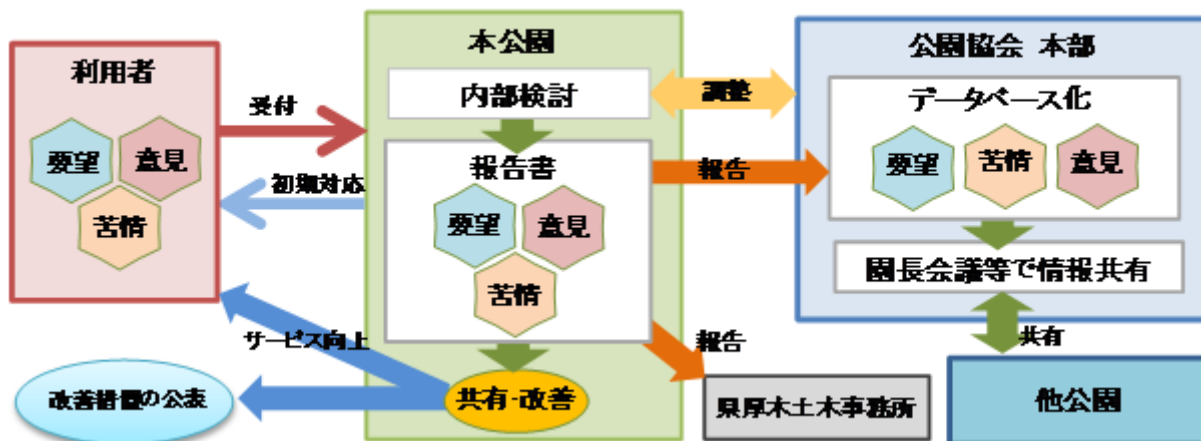 利用者
要望
意見
苦情
受付
初期対応
サービス向上
改善措置の公表
本公園
内部検討
報告書
要望
意見
苦情
共有・改善
調整
報告
報告
県厚木土木事務所
公園協会 本部
データベース化
要望
苦情
意見
園長会議等で情報共有
共有
他公園